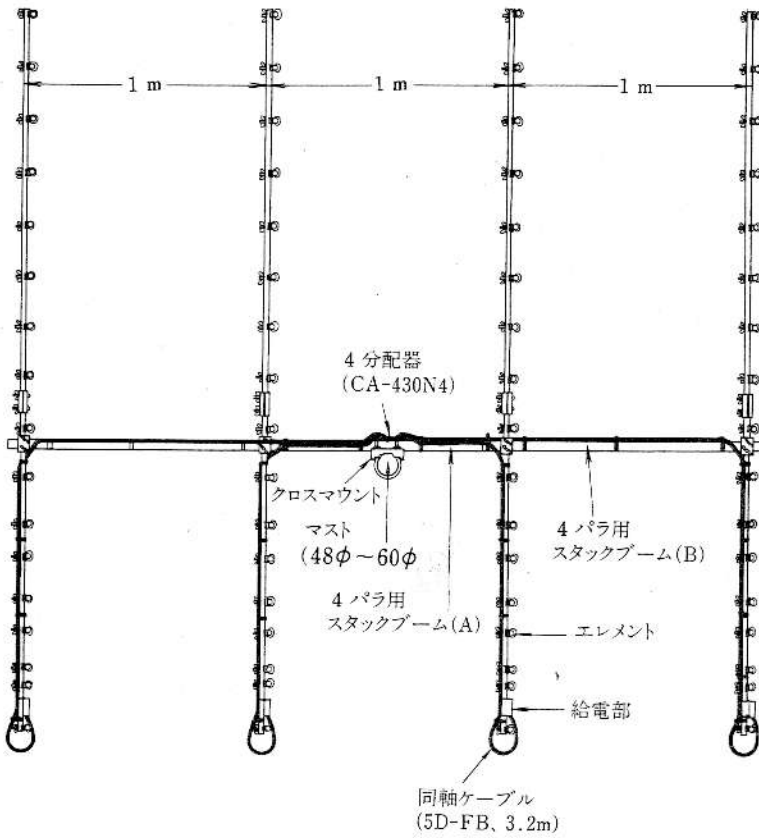 1 m
1 m
1 m
4 分配器
(CA-430N4)
クロスマウント
マスト
(48φ～60φ
4 パラ用
スタックブーム(A)
4 パラ用
スタックブーム(B)
エレメント
給電部
同軸ケーブル
(5D-FB、3.2m)